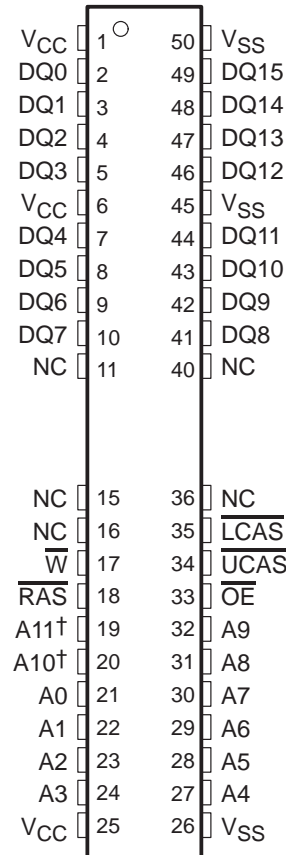 VCC 1 50 VSS
DQ0 2 49 DQ15
DQ1 3 48 DQ14
DQ2 4 47 DQ13
DQ3 5 46 DQ12
VCC 6 45 VSS
DQ4 7 44 DQ11
DQ5 8 43 DQ10
DQ6 9 42 DQ9
DQ7 10 41 DQ8
NC 11 40 NC
NC 15 36 NC
NC 16 35 L̅C̅A̅S̅
W̅ 17 34 U̅C̅A̅S̅
R̅A̅S̅ 18 33 O̅E̅
A11† 19 32 A9
A10† 20 31 A8
A0 21 30 A7
A1 22 29 A6
A2 23 28 A5
A3 24 27 A4
VCC 25 26 VSS